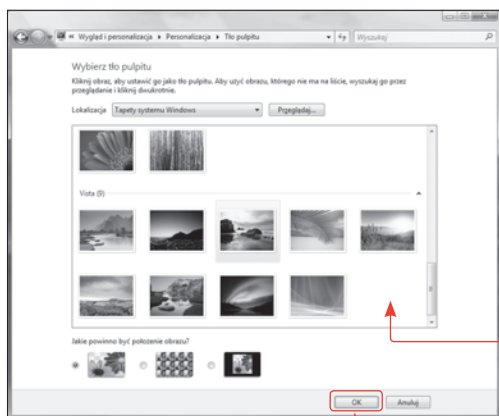 « Wygląd i personalizacja ▸ Personalizacja ▸ Tło pulpitu
Wyszukaj
Wybierz tło pulpitu
Kliknij obraz, aby ustawić go jako tło pulpitu. Aby użyć obrazu, którego nie ma na liście, wyszukaj go przez
przeglądanie i kliknij dwukrotnie.
Lokalizacja Tapety systemu Windows Przeglądaj...
Vista (9)
Jakie powinno być położenie obrazu?
OK Anuluj